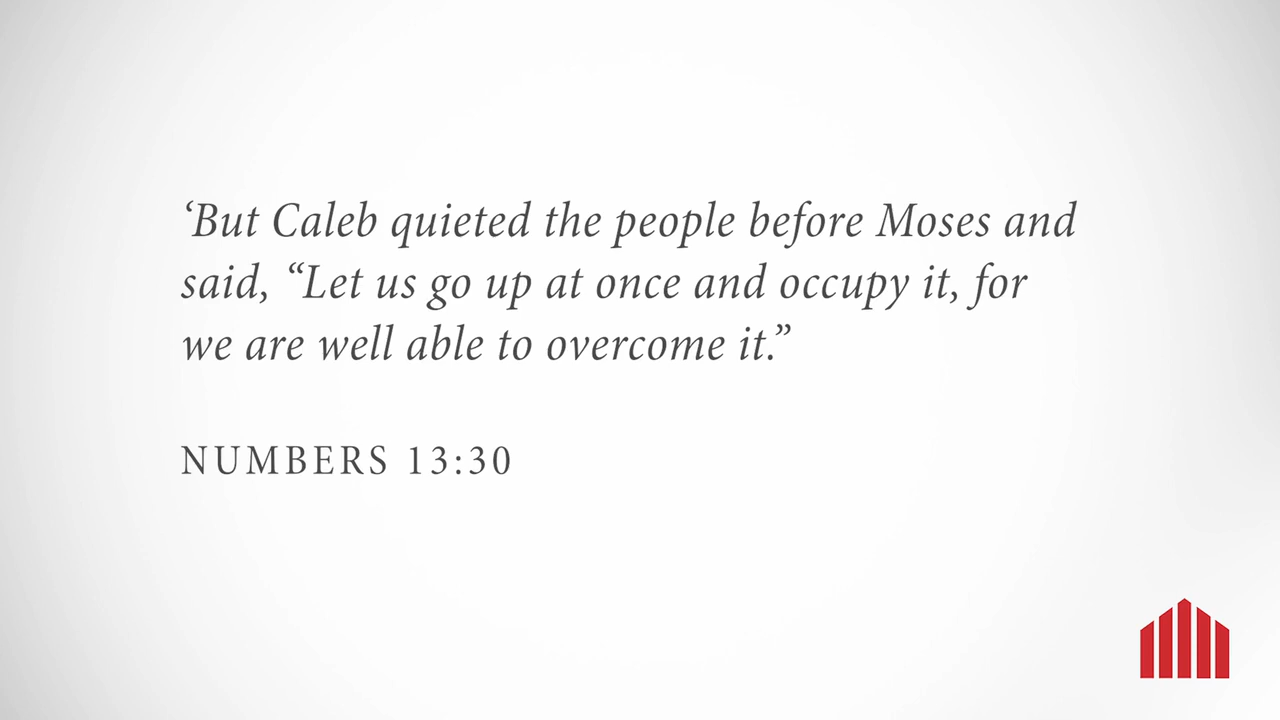 ‘But Caleb quieted the people before Moses and
said, “Let us go up at once and occupy it, for
we are well able to overcome it.”
NUMBERS 13:30